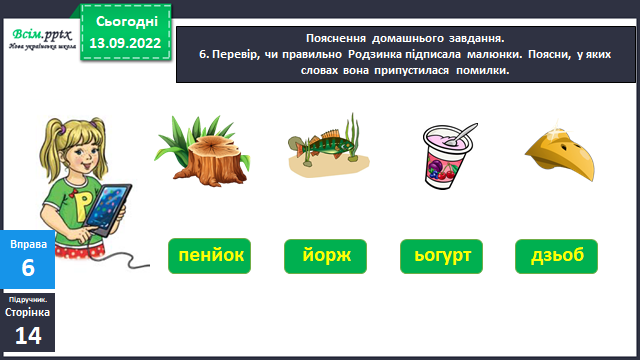 Всім.pptx
Нова українська школа
Сьогодні
13.09.2022
Пояснення домашнього завдання.
6. Перевір, чи правильно Родзинка підписала малюнки. Поясни, у яких
словах вона припустилася помилки.
Р
пенйок
йорж
ьогурт
дзьоб
Вправа
6
Підручник.
Сторінка
14